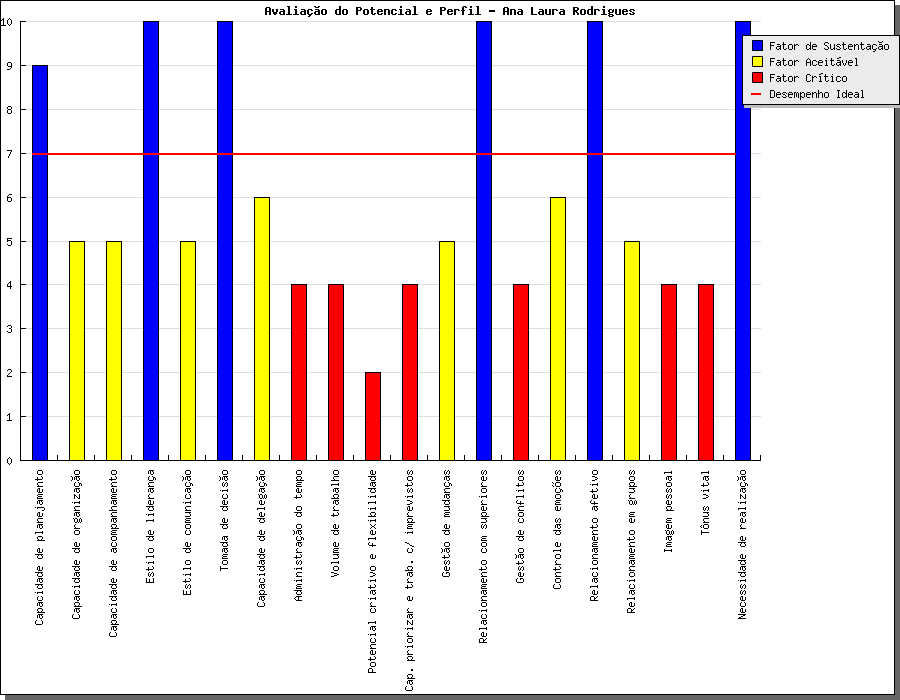 Avaliação do Potencial e Perfil - Ana Laura Rodrigues
10
9
8
7
6
5
4
3
2
1
0
Fator de Sustentação
Fator Aceitável
Fator Crítico
Desempenho Ideal
Capacidade de planejamento
Capacidade de organização
Capacidade de acompanhamento
Estilo de liderança
Estilo de comunicação
Tomada de decisão
Capacidade de delegação
Administração do tempo
Volume de trabalho
Potencial criativo e flexibilidade
Cap. priorizar e trab. c/ imprevistos
Gestão de mudanças
Relacionamento com superiores
Gestão de conflitos
Controle das emoções
Relacionamento afetivo
Relacionamento em grupos
Imagem pessoal
Tônus vital
Necessidade de realização